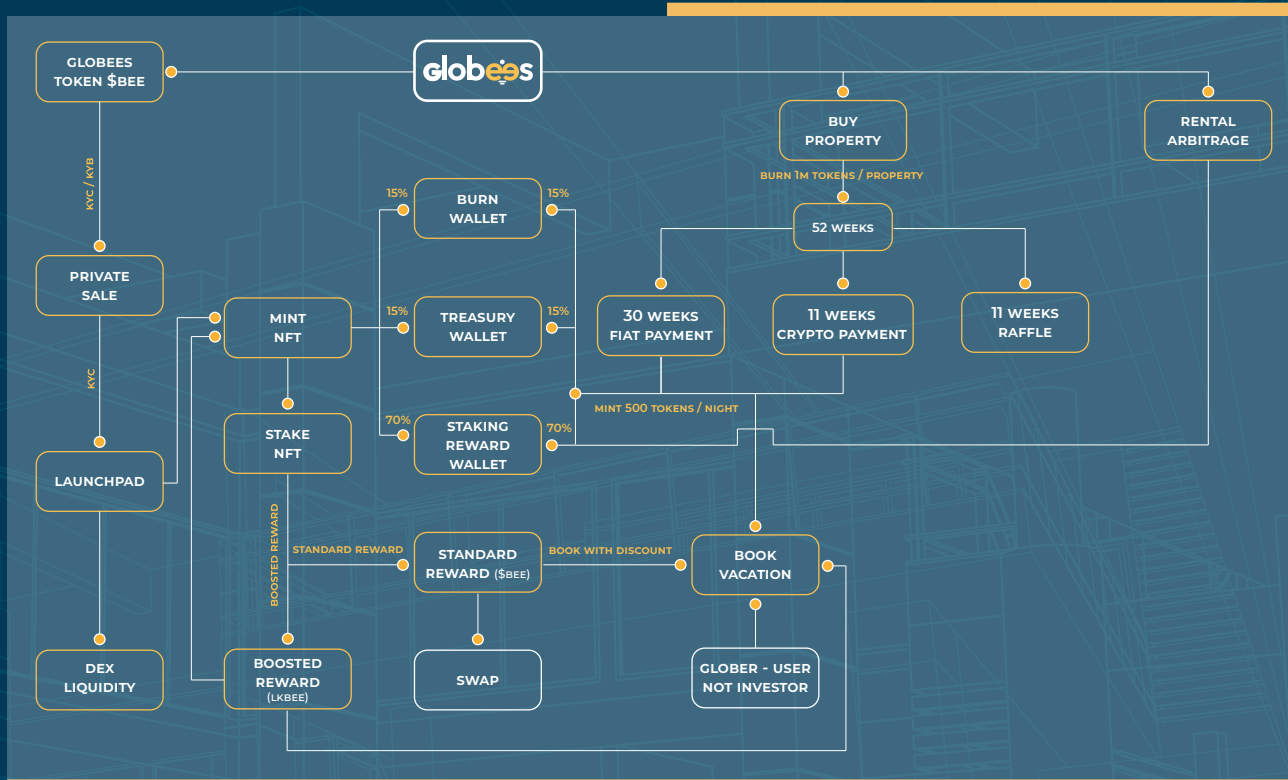 GLOBEES
TOKEN $BEE
globees
BUY
PROPERTY
RENTAL
ARBITRAGE
KYC / KYB
BURN 1M TOKENS / PROPERTY
15%
BURN
WALLET
15%
52 WEEKS
PRIVATE
SALE
MINT
NFT
15%
TREASURY
WALLET
15%
30 WEEKS
FIAT PAYMENT
11 WEEKS
CRYPTO PAYMENT
11 WEEKS
RAFFLE
KYC
MINT 500 TOKENS / NIGHT
70%
STAKING
REWARD
WALLET
70%
STAKE
NFT
LAUNCHPAD
BOOSTED REWARD
STANDARD REWARD
STANDARD
REWARD ($BEE)
BOOK WITH DISCOUNT
BOOK
VACATION
DEX
LIQUIDITY
BOOSTED
REWARD
(LKBEE)
SWAP
GLOBER - USER
NOT INVESTOR